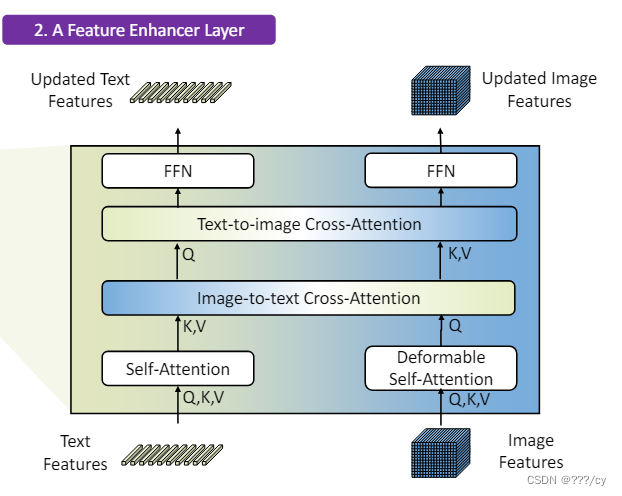 2. A Feature Enhancer Layer
Updated Text
Features
Updated Image
Features
FFN
FFN
Text-to-image Cross-Attention
Q
K,V
Image-to-text Cross-Attention
K,V
Q
Self-Attention
Deformable
Self-Attention
Q,K,V
Q,K,V
Text
Features
Image
Features
CSDN @???/cy